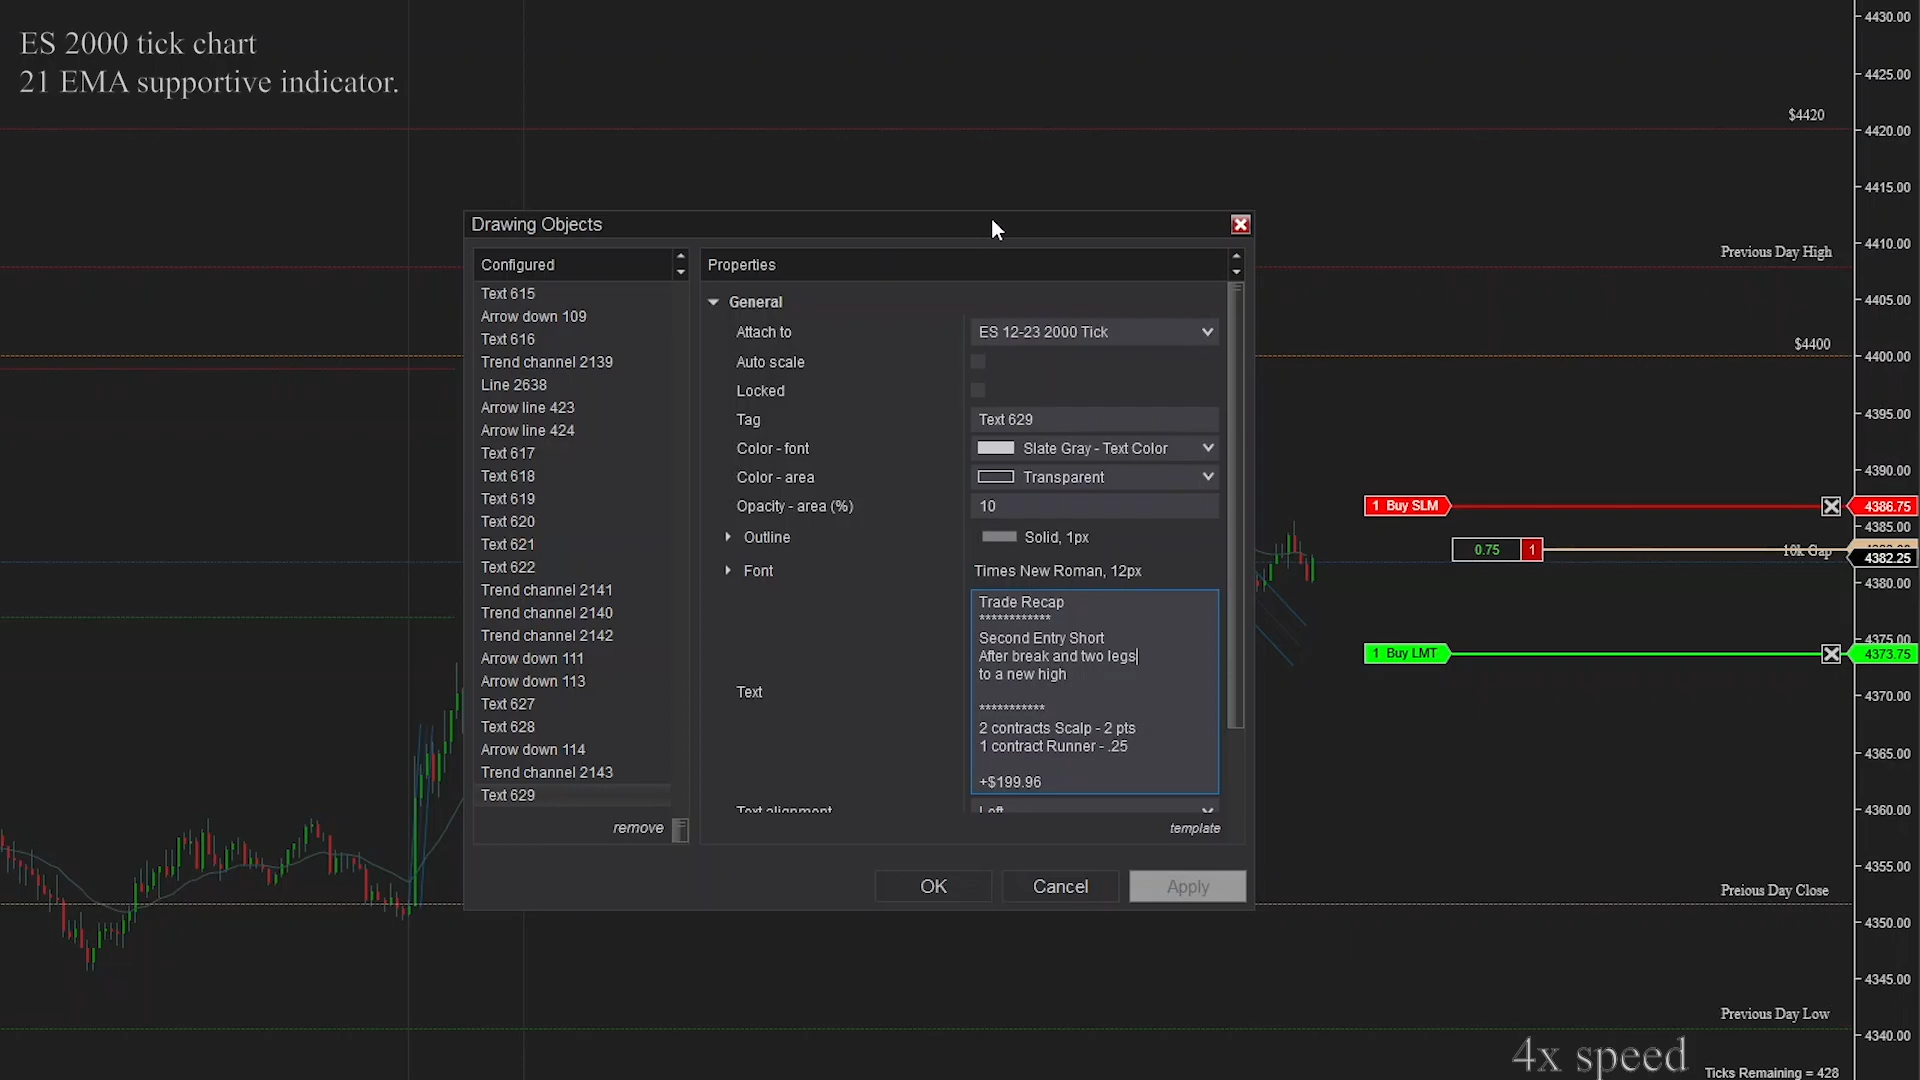 ES 2000 tick chart
21 EMA supportive indicator.
4430.00
4425.00
$4420
4420.00
4415.00
4410.00
Previous Day High
4405.00
$4400
4400.00
4395.00
4390.00
1 Buy SLM
4386.75
4385.00
0.75
1
10k Gap
4382.25
4380.00
4375.00
1 Buy LMT
4373.75
4370.00
4365.00
4360.00
4355.00
Preious Day Close
4350.00
4345.00
Previous Day Low
4340.00
4x speed
Ticks Remaining = 428
Drawing Objects
Configured
Text 615
Arrow down 109
Text 616
Trend channel 2139
Line 2638
Arrow line 423
Arrow line 424
Text 617
Text 618
Text 619
Text 620
Text 621
Text 622
Trend channel 2141
Trend channel 2140
Trend channel 2142
Arrow down 111
Arrow down 113
Text 627
Text 628
Arrow down 114
Trend channel 2143
Text 629
remove
Properties
General
Attach to
ES 12-23 2000 Tick
Auto scale
Locked
Tag
Text 629
Color - font
Slate Gray - Text Color
Color - area
Transparent
Opacity - area (%)
10
Outline
Solid, 1px
Font
Times New Roman, 12px
Text
Trade Recap
************
Second Entry Short
After break and two legs
to a new high
***********
2 contracts Scalp - 2 pts
1 contract Runner - .25
+$199.96
Text alignment
Left
template
OK
Cancel
Apply